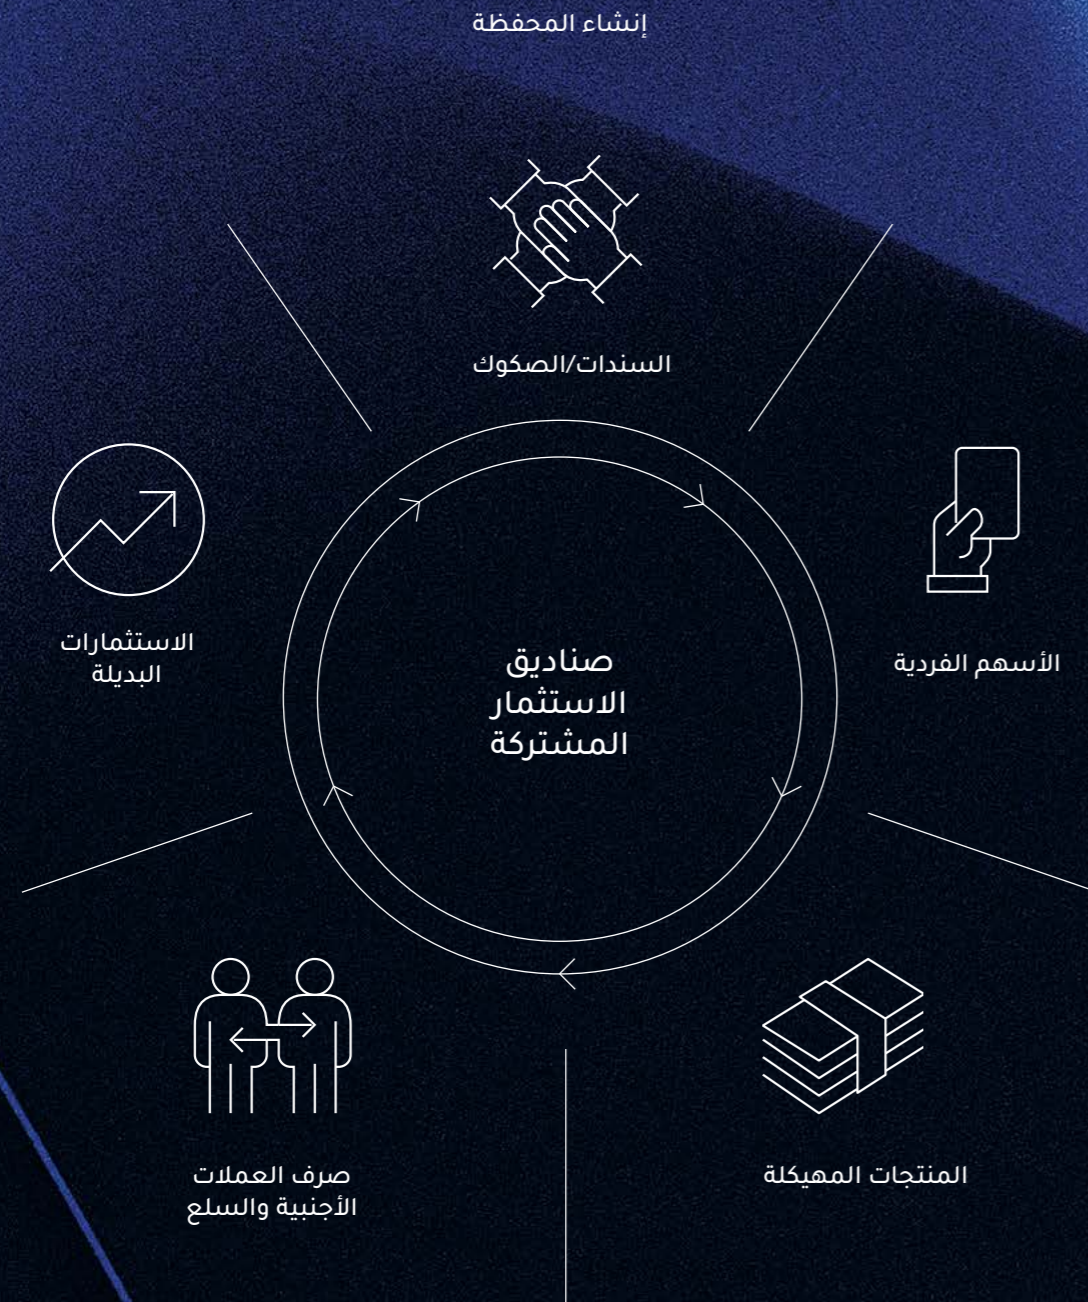 إنشاء المحفظة
السندات/الصكوك
الأسهم الفردية
الاستثمارات
البديلة
صناديق
الاستثمار
المشتركة
المنتجات المهيكلة
صرف العملات
الأجنبية والسلع